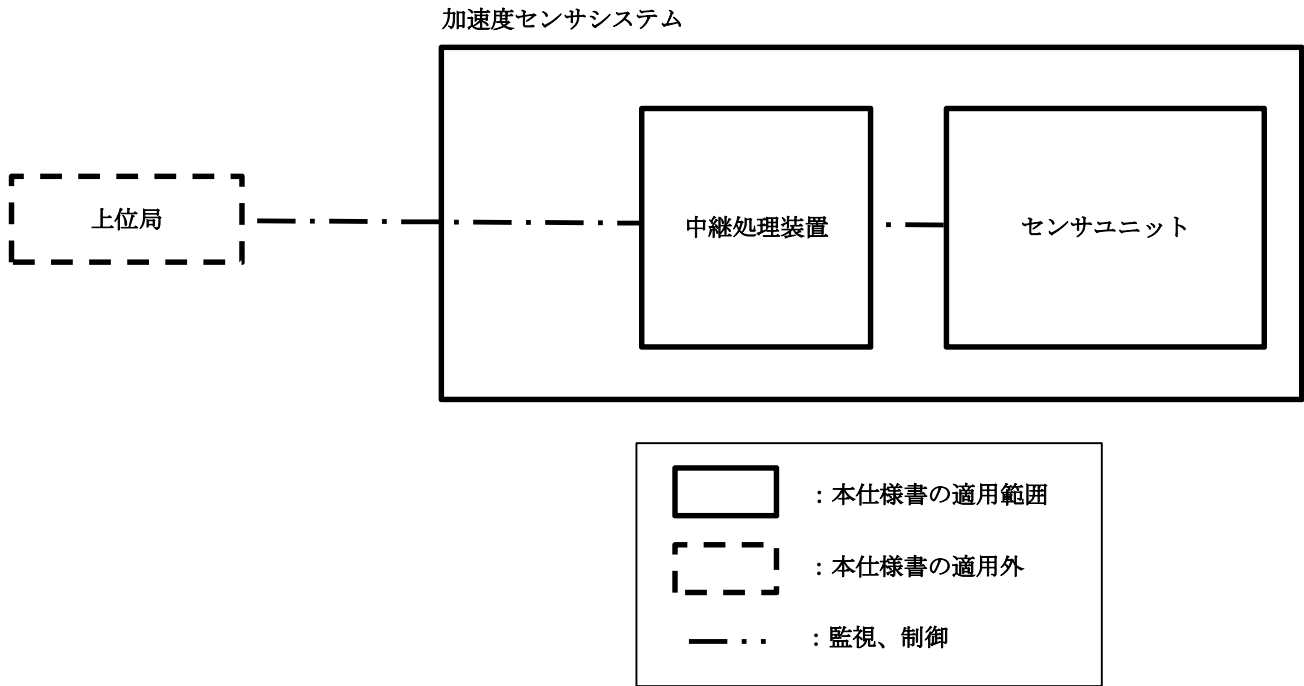 加速度センサシステム
上位局
中継処理装置
センサユニット
：本仕様書の適用範囲
：本仕様書の適用外
：監視、制御